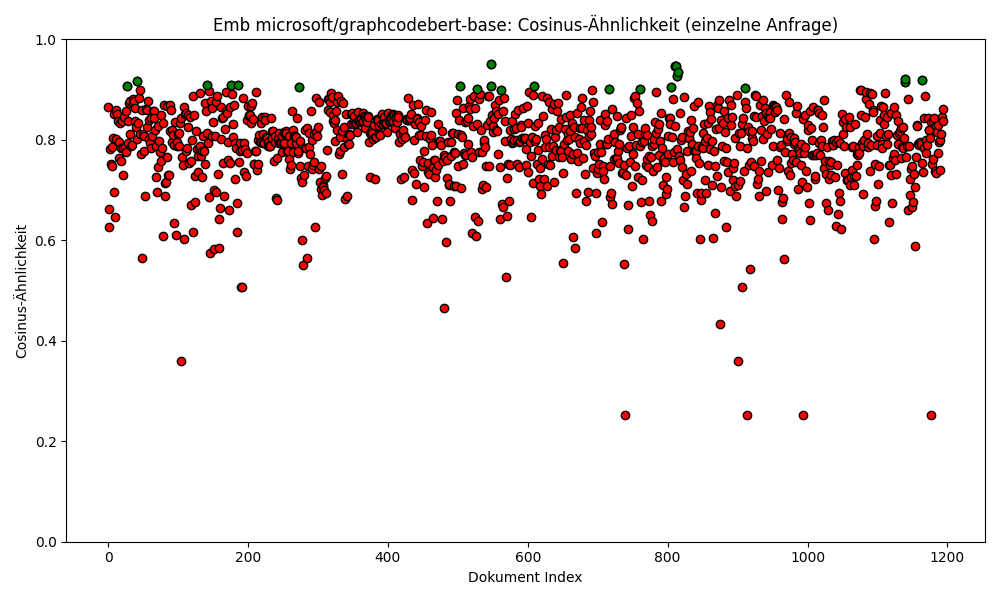 Emb microsoft/graphcodebert-base: Cosinus-Ähnlichkeit (einzelne Anfrage)
1.0
0.8
0.6
0.4
0.2
0.0
Cosinus-Ähnlichkeit
0 200 400 600 800 1000 1200
Dokument Index